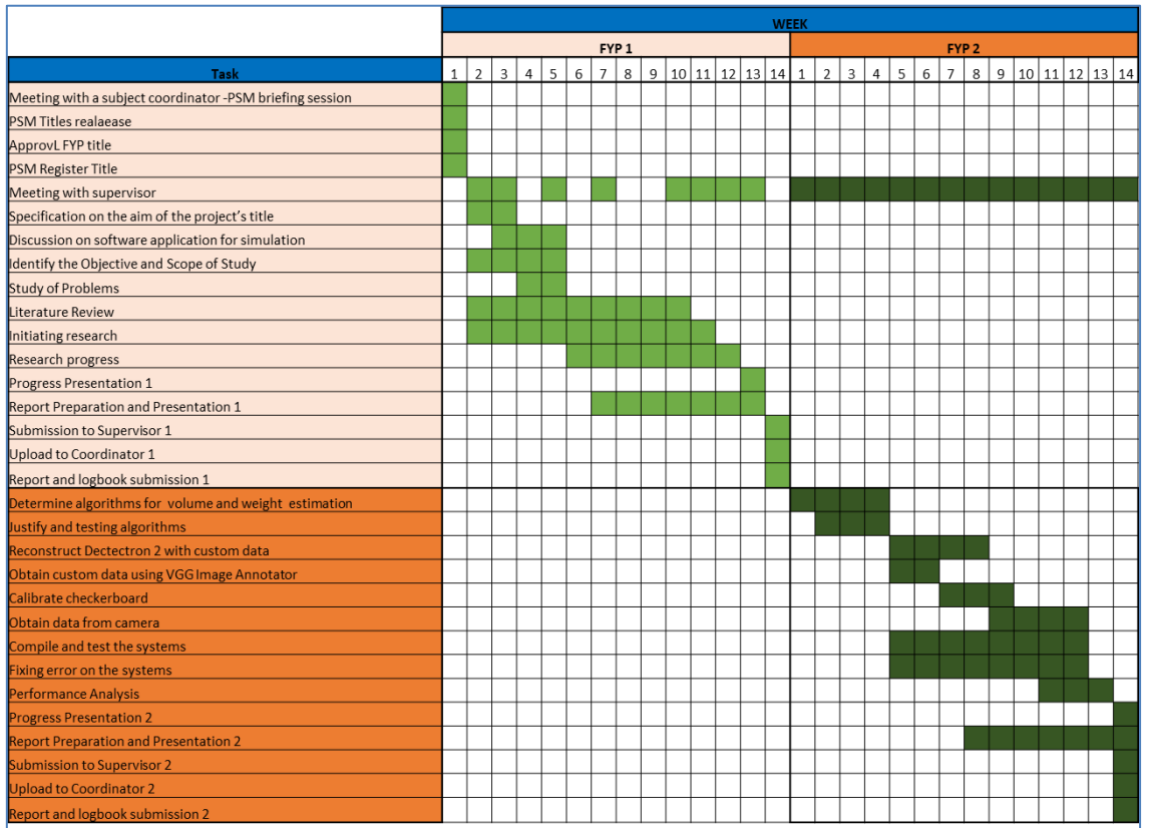 WEEK
FYP 1 FYP 2
Task 1 2 3 4 5 6 7 8 9 10 11 12 13 14 1 2 3 4 5 6 7 8 9 10 11 12 13 14
Meeting with a subject coordinator -PSM briefing session
PSM Titles realaease
ApprovL FYP title
PSM Register Title
Meeting with supervisor
Specification on the aim of the project's title
Discussion on software application for simulation
Identify the Objective and Scope of Study
Study of Problems
Literature Review
Initiating research
Research progress
Progress Presentation 1
Report Preparation and Presentation 1
Submission to Supervisor 1
Upload to Coordinator 1
Report and logbook submission 1
Determine algorithms for volume and weight estimation
Justify and testing algorithms
Reconstruct Dectectron 2 with custom data
Obtain custom data using VGG Image Annotator
Calibrate checkerboard
Obtain data from camera
Compile and test the systems
Fixing error on the systems
Performance Analysis
Progress Presentation 2
Report Preparation and Presentation 2
Submission to Supervisor 2
Upload to Coordinator 2
Report and logbook submission 2